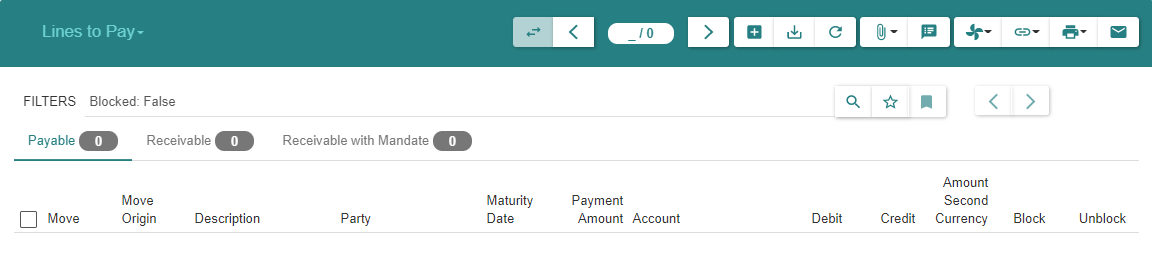 Lines to Pay
_ / 0
FILTERS Blocked: False
Payable 0 Receivable 0 Receivable with Mandate 0
Move
Move
Origin
Description
Party
Maturity
Date
Payment
Amount
Account
Debit
Credit
Amount
Second
Currency
Block
Unblock